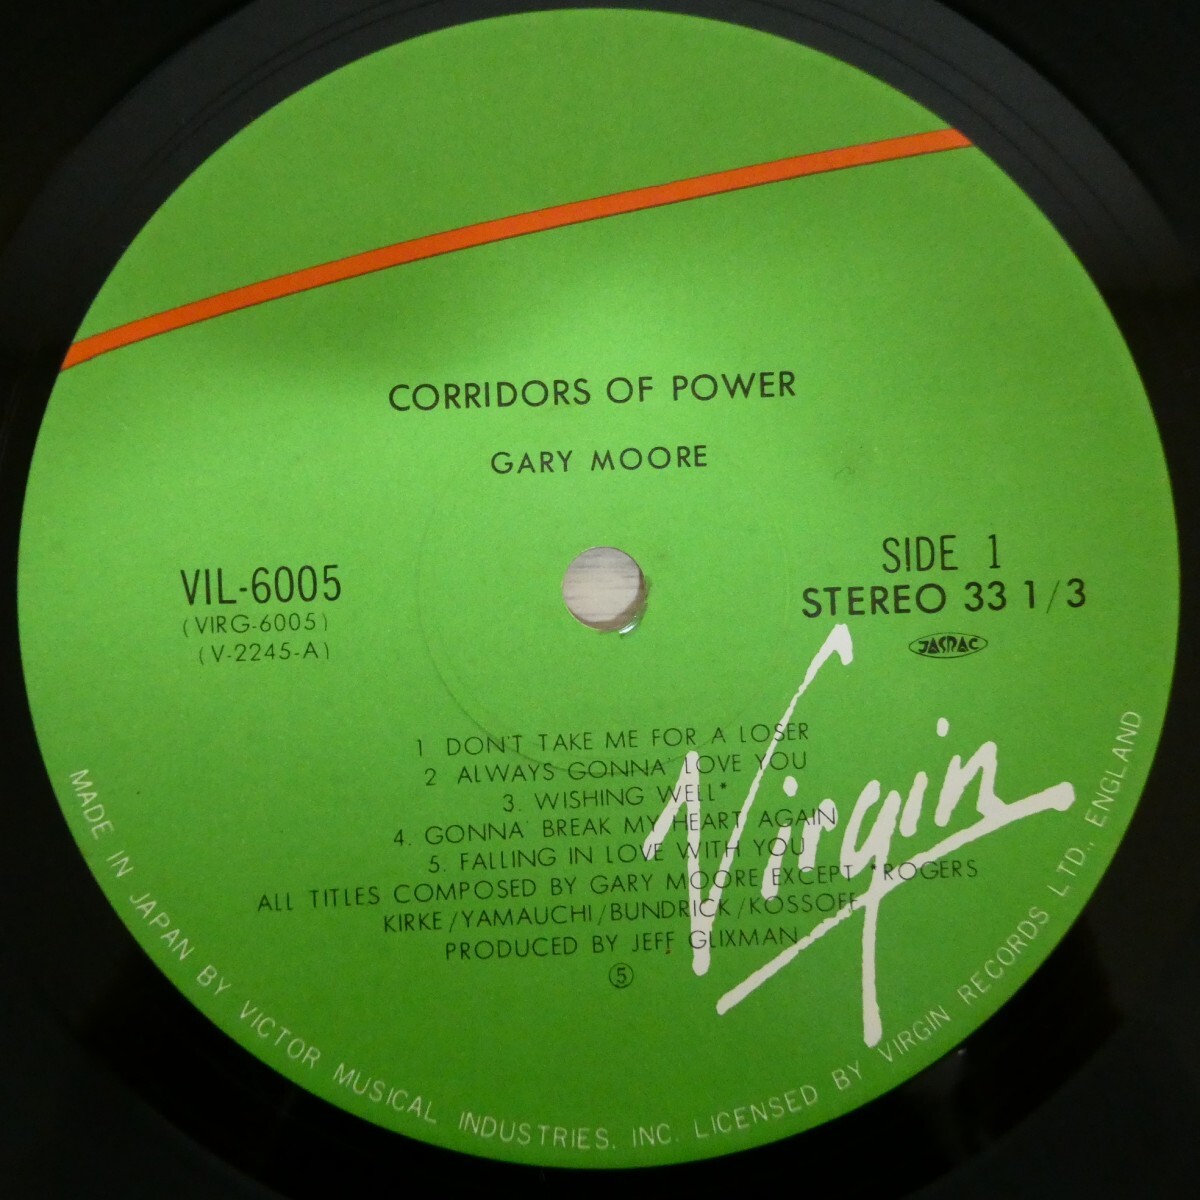 CORRIDORS OF POWER
GARY MOORE
VIL-6005
(VIRG-6005)
(V-2245-A)
SIDE 1
STEREO 33 1/3
JASRAC
1 DON'T TAKE ME FOR A LOSER
2 ALWAYS GONNA' LOVE YOU
3. WISHING WELL*
4. GONNA' BREAK MY HEART AGAIN
5. FALLING IN LOVE WITH YOU
ALL TITLES COMPOSED BY GARY MOORE EXCEPT *ROGERS
KIRKE/YAMAUCHI/BUNDRICK/KOSSOFF
PRODUCED BY JEFF GLIXMAN
⑤
Virgin
MADE IN JAPAN BY VICTOR MUSICAL INDUSTRIES, INC. LICENSED BY VIRGIN RECORDS LTD., ENGLAND